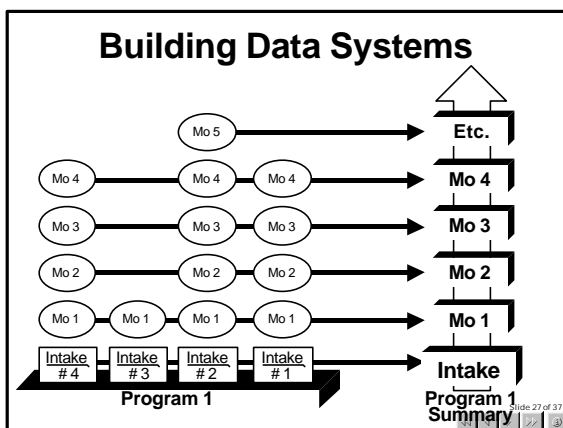 Building Data Systems
Mo 5 Etc.
Mo 4 Mo 4 Mo 4 Mo 4
Mo 3 Mo 3 Mo 3 Mo 3
Mo 2 Mo 2 Mo 2 Mo 2
Mo 1 Mo 1 Mo 1 Mo 1 Mo 1
Intake Intake Intake Intake Intake
# 4 # 3 # 2 # 1
Program 1 Program 1
Summary
Slide 27 of 37